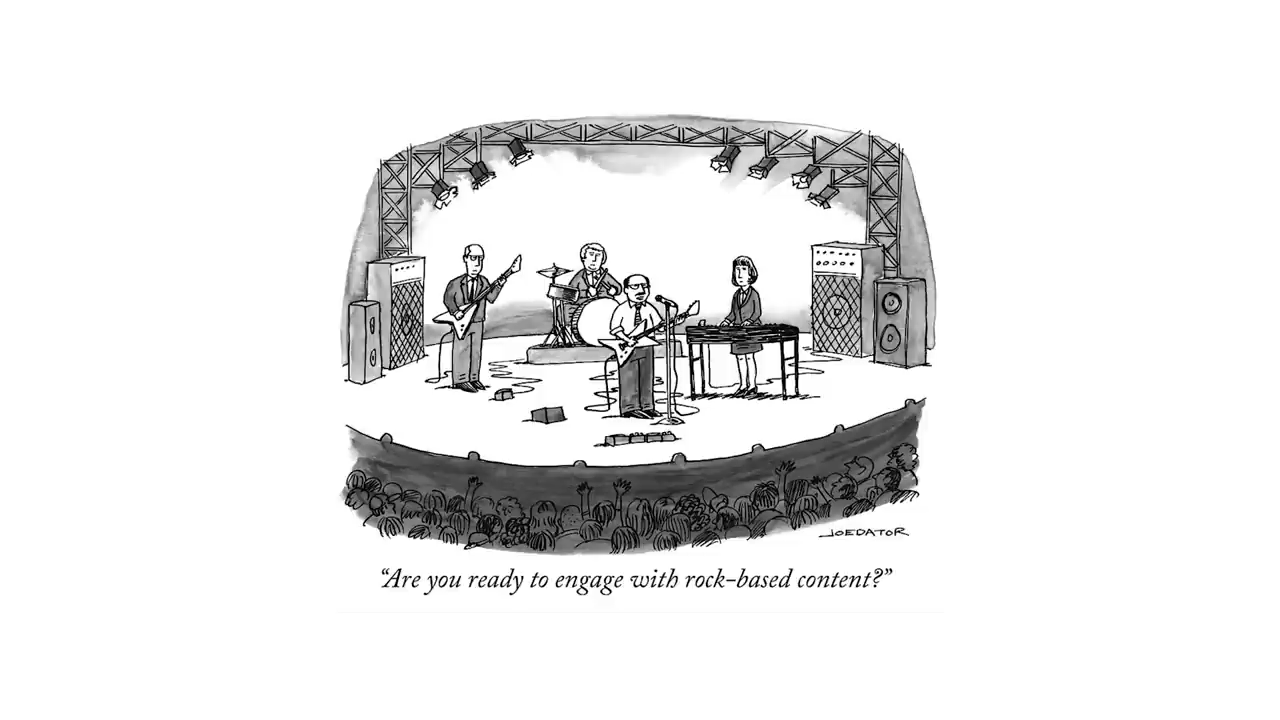 JOEDATOR
“Are you ready to engage with rock-based content?”